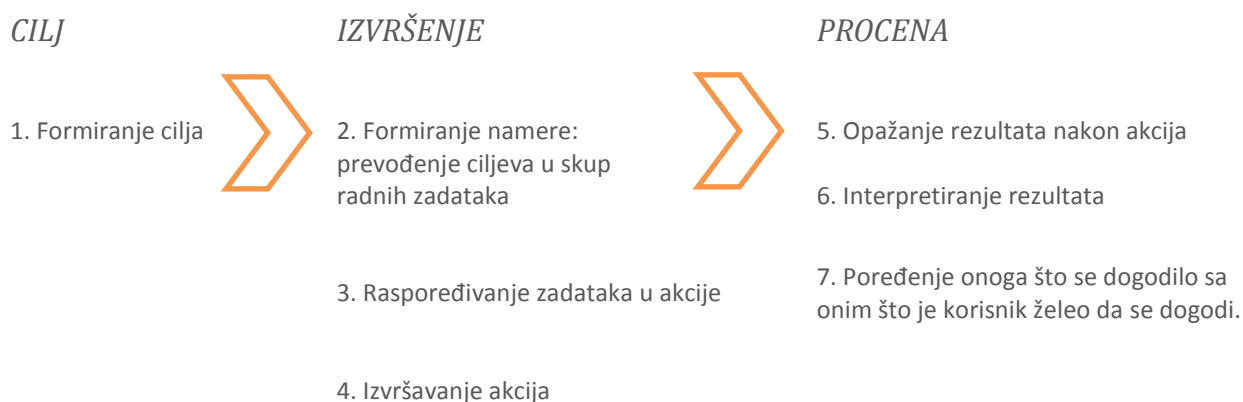 CILJ
1. Formiranje cilja
IZVRŠENJE
2. Formiranje namere:
prevođenje ciljeva u skup
radnih zadataka
3. Raspoređivanje zadataka u akcije
4. Izvršavanje akcija
PROCENA
5. Opažanje rezultata nakon akcija
6. Interpretiranje rezultata
7. Poređenje onoga što se dogodilo sa
onim što je korisnik želeo da se dogodi.